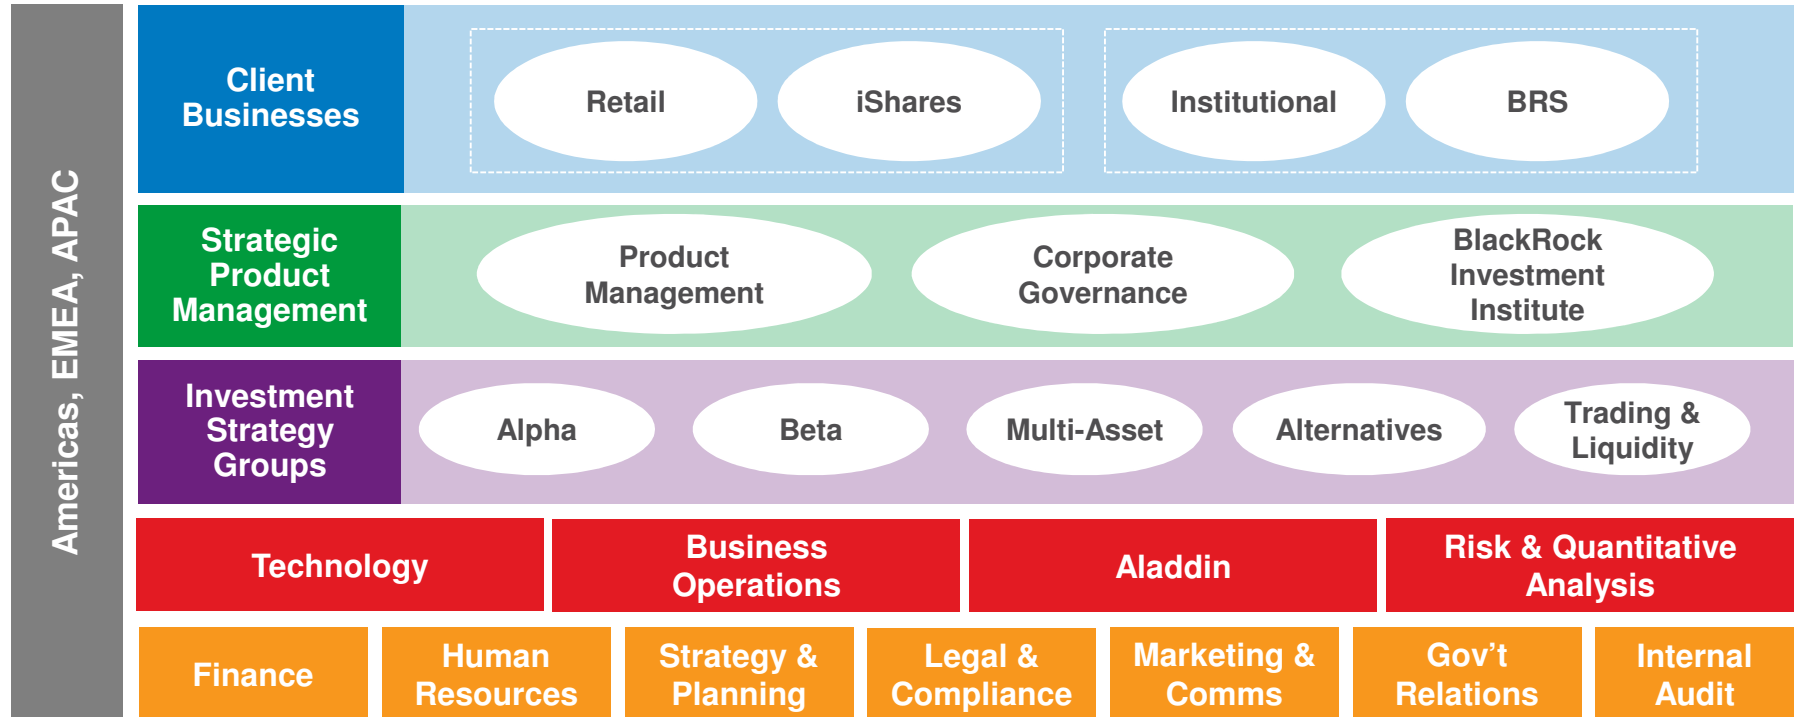 Americas, EMEA, APAC
Client
Businesses
Retail
iShares
Institutional
BRS
Strategic
Product
Management
Product
Management
Corporate
Governance
BlackRock
Investment
Institute
Investment
Strategy
Groups
Alpha
Beta
Multi-Asset
Alternatives
Trading &
Liquidity
Technology
Business
Operations
Aladdin
Risk & Quantitative
Analysis
Finance
Human
Resources
Strategy &
Planning
Legal &
Compliance
Marketing &
Comms
Gov’t
Relations
Internal
Audit